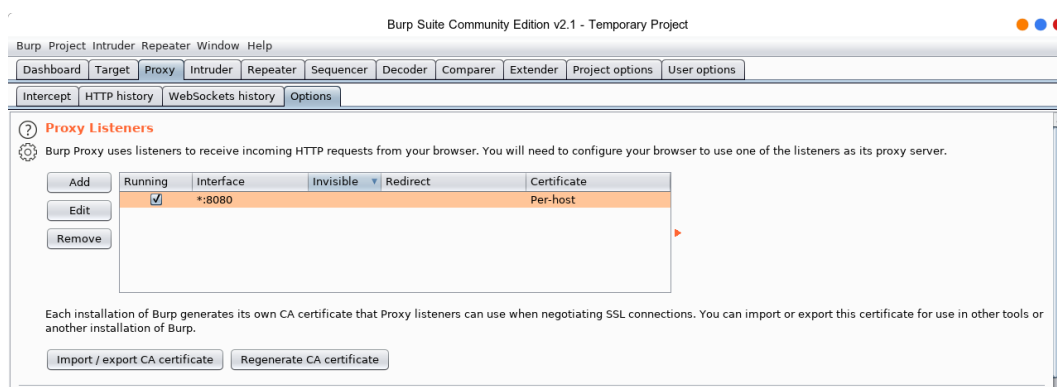 Burp Suite Community Edition v2.1 - Temporary Project
Burp Project Intruder Repeater Window Help
Dashboard Target Proxy Intruder Repeater Sequencer Decoder Comparer Extender Project options User options
Intercept HTTP history WebSockets history Options
? Proxy Listeners
Burp Proxy uses listeners to receive incoming HTTP requests from your browser. You will need to configure your browser to use one of the listeners as its proxy server.
Add Running Interface Invisible Redirect Certificate
*:8080 Per-host
Edit
Remove
Each installation of Burp generates its own CA certificate that Proxy listeners can use when negotiating SSL connections. You can import or export this certificate for use in other tools or
another installation of Burp.
Import / export CA certificate Regenerate CA certificate